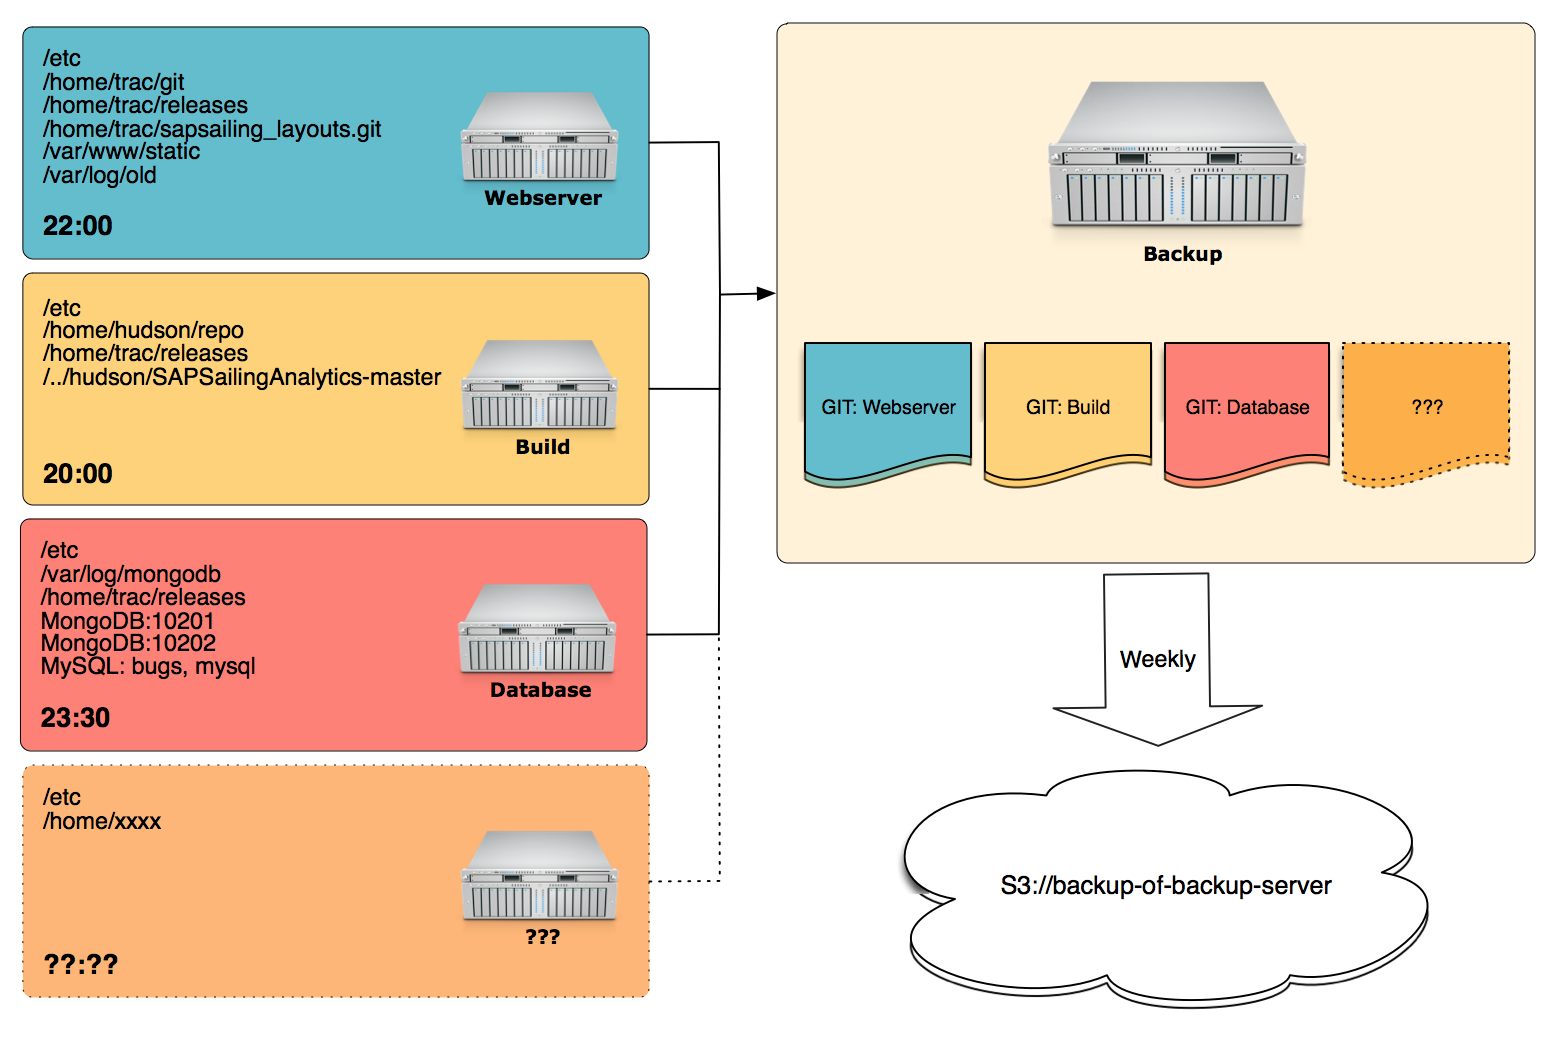 /etc
/home/trac/git
/home/trac/releases
/home/trac/sapsailing_layouts.git
/var/www/static
/var/log/old
Webserver
22:00
/etc
/home/hudson/repo
/home/trac/releases
/../hudson/SAPSailingAnalytics-master
Build
20:00
/etc
/var/log/mongodb
/home/trac/releases
MongoDB:10201
MongoDB:10202
MySQL: bugs, mysql
Database
23:30
/etc
/home/xxxx
???
??:??
Backup
GIT: Webserver
GIT: Build
GIT: Database
???
Weekly
S3://backup-of-backup-server